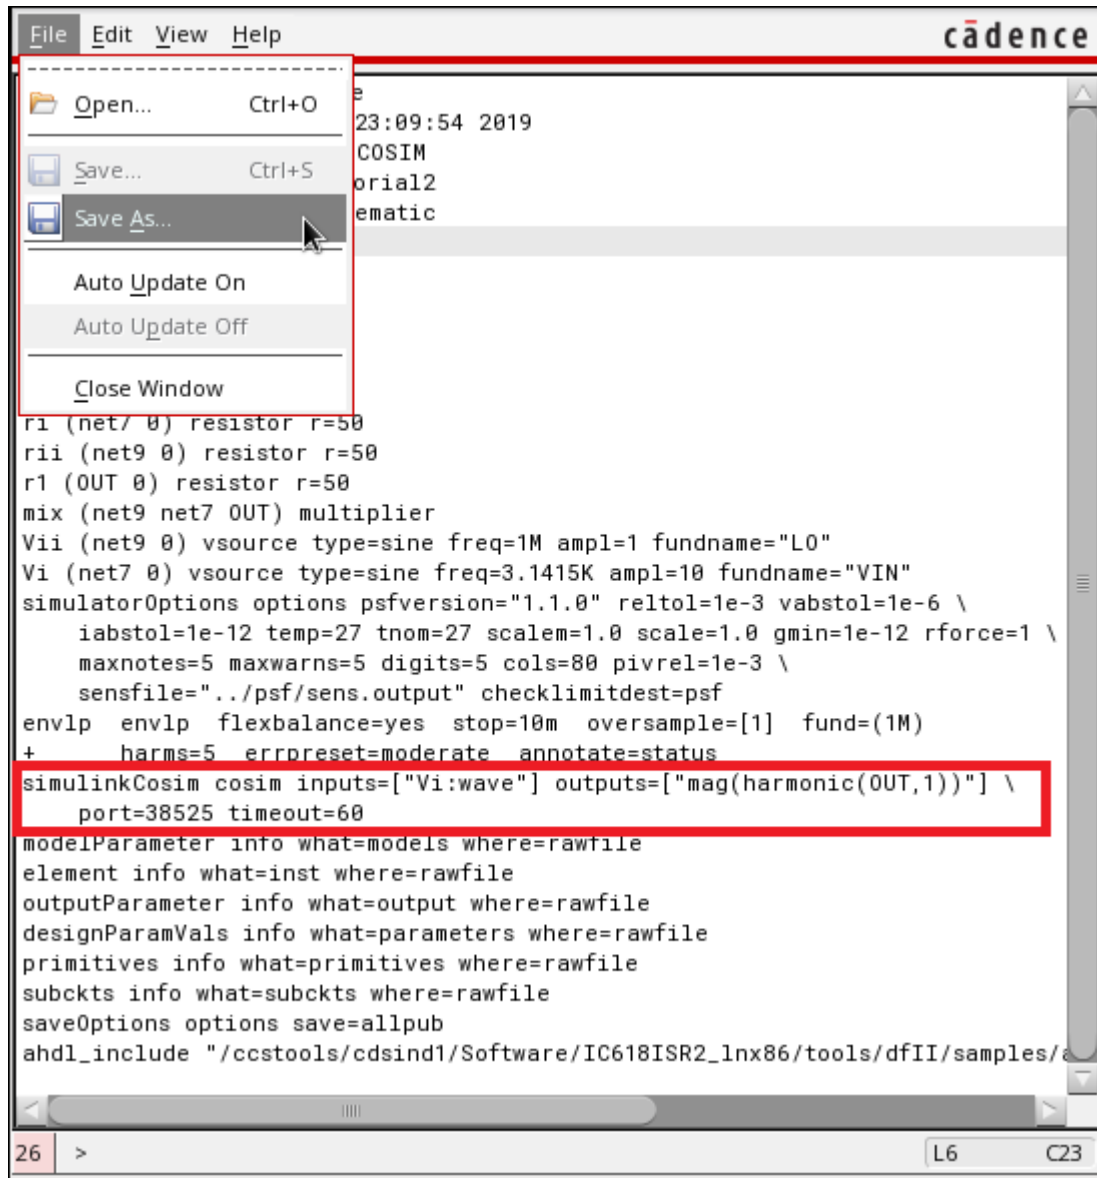 File Edit View Help cādence
Open... Ctrl+O
23:09:54 2019
COSIM
Save... Ctrl+S
orial2
ematic
Save As...
Auto Update On
Auto Update Off
Close Window
ri (net7 0) resistor r=50
rii (net9 0) resistor r=50
r1 (OUT 0) resistor r=50
mix (net9 net7 OUT) multiplier
Vii (net9 0) vsource type=sine freq=1M ampl=1 fundname="LO"
Vi (net7 0) vsource type=sine freq=3.1415K ampl=10 fundname="VIN"
simulatorOptions options psfversion="1.1.0" reltol=1e-3 vabstol=1e-6 \
iabstol=1e-12 temp=27 tnom=27 scalem=1.0 scale=1.0 gmin=1e-12 rforce=1 \
maxnotes=5 maxwarns=5 digits=5 cols=80 pivrel=1e-3 \
sensfile="../psf/sens.output" checklimitdest=psf
envlp envlp flexbalance=yes stop=10m oversample=[1] fund=(1M)
+ harms=5 errpreset=moderate annotate=status
simulinkCosim cosim inputs=["Vi:wave"] outputs=["mag(harmonic(OUT,1))"] \
port=38525 timeout=60
modelParameter info what=models where=rawfile
element info what=inst where=rawfile
outputParameter info what=output where=rawfile
designParamVals info what=parameters where=rawfile
primitives info what=primitives where=rawfile
subckts info what=subckts where=rawfile
saveOptions options save=allpub
ahdl_include "/ccstools/cdsind1/Software/IC618ISR2_lnx86/tools/dfII/samples/
26 > L6 C23